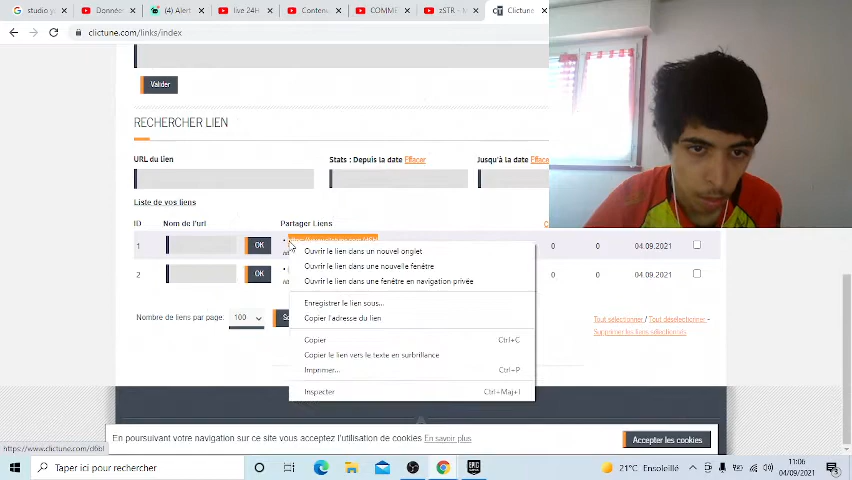 studio y
Données
(4) Alert
live 24H
Conten
COMME
zSTR - 1
Clictune
clictune.com/links/index
Valider
RECHERCHER LIEN
URL du lien
Stats : Depuis la date Effacer
Jusqu'à la date Efface
Liste de vos liens
ID
Nom de l'url
Partager Liens
1
OK
0
0
04.09.2021
2
OK
0
0
04.09.2021
Ouvrir le lien dans un nouvel onglet
Ouvrir le lien dans une nouvelle fenêtre
Ouvrir le lien dans une fenêtre en navigation privée
Enregistrer le lien sous...
Copier l'adresse du lien
Copier Ctrl+C
Copier le lien vers le texte en surbrillance
Imprimer... Ctrl+P
Inspecter Ctrl+Maj+I
Nombre de liens par page: 100
Tout sélectionner / Tout désélectionner -
Supprimer les liens sélectionnés
En poursuivant votre navigation sur ce site vous acceptez l'utilisation de cookies En savoir plus
Accepter les cookies
Taper ici pour rechercher
21°C Ensoleillé
11:06
04/09/2021